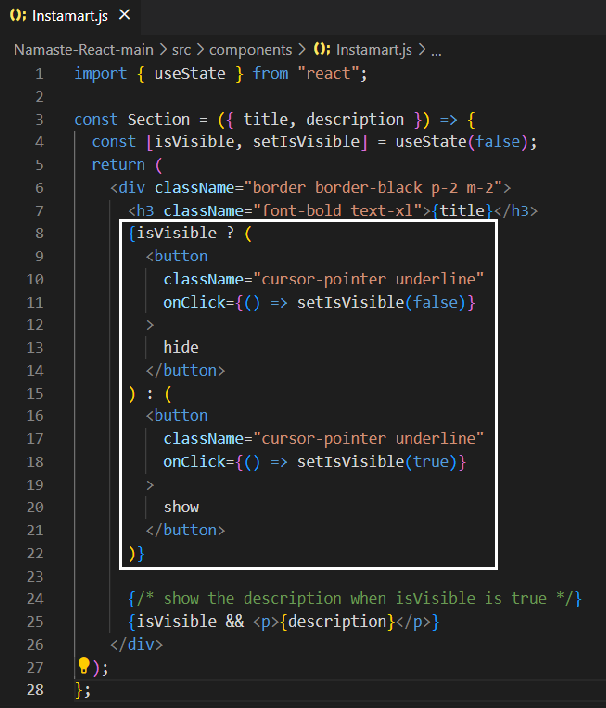 Instamart.js
Namaste-React-main > src > components > Instamart.js > ...
1 import { useState } from "react";
2
3 const Section = ({ title, description }) => {
4 const [isVisible, setIsVisible] = useState(false);
5 return (
6 <div className="border border-black p-2 m-2">
7 <h3 className="font-bold text-xl">{title}</h3>
8 {isVisible ? (
9 <button
10 className="cursor-pointer underline"
11 onClick={() => setIsVisible(false)}
12 >
13 hide
14 </button>
15 ) : (
16 <button
17 className="cursor-pointer underline"
18 onClick={() => setIsVisible(true)}
19 >
20 show
21 </button>
22 )}
23
24 {/* show the description when isVisible is true */}
25 {isVisible && <p>{description}</p>}
26 </div>
27 );
28 };